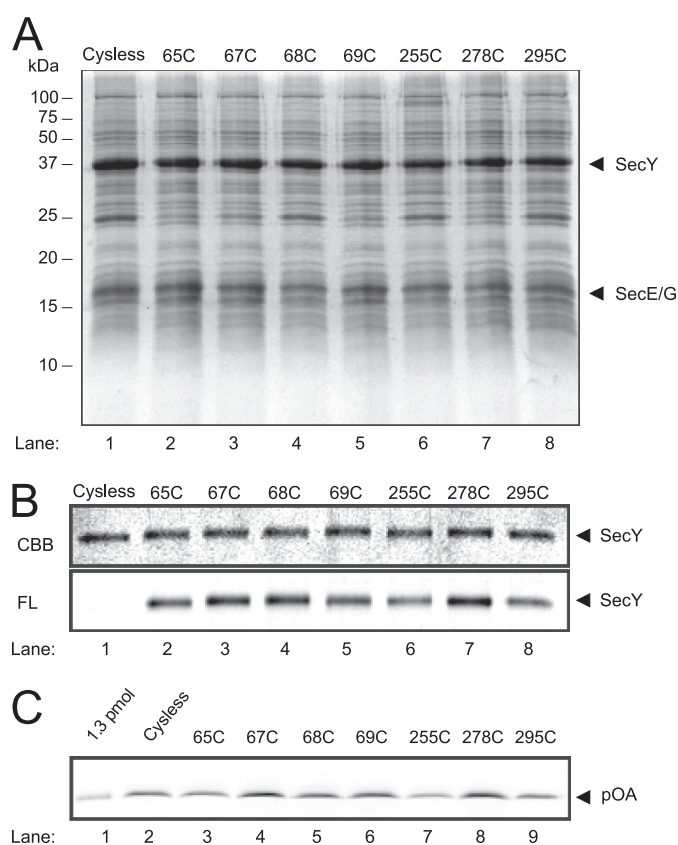 A
Cysless 65C 67C 68C 69C 255C 278C 295C
kDa
100
75
50
37 SecY
25
20
SecE/G
15
10
Lane: 1 2 3 4 5 6 7 8
B
Cysless 65C 67C 68C 69C 255C 278C 295C
CBB SecY
FL SecY
Lane: 1 2 3 4 5 6 7 8
C
1.3 pmol Cysless 65C 67C 68C 69C 255C 278C 295C
pOA
Lane: 1 2 3 4 5 6 7 8 9